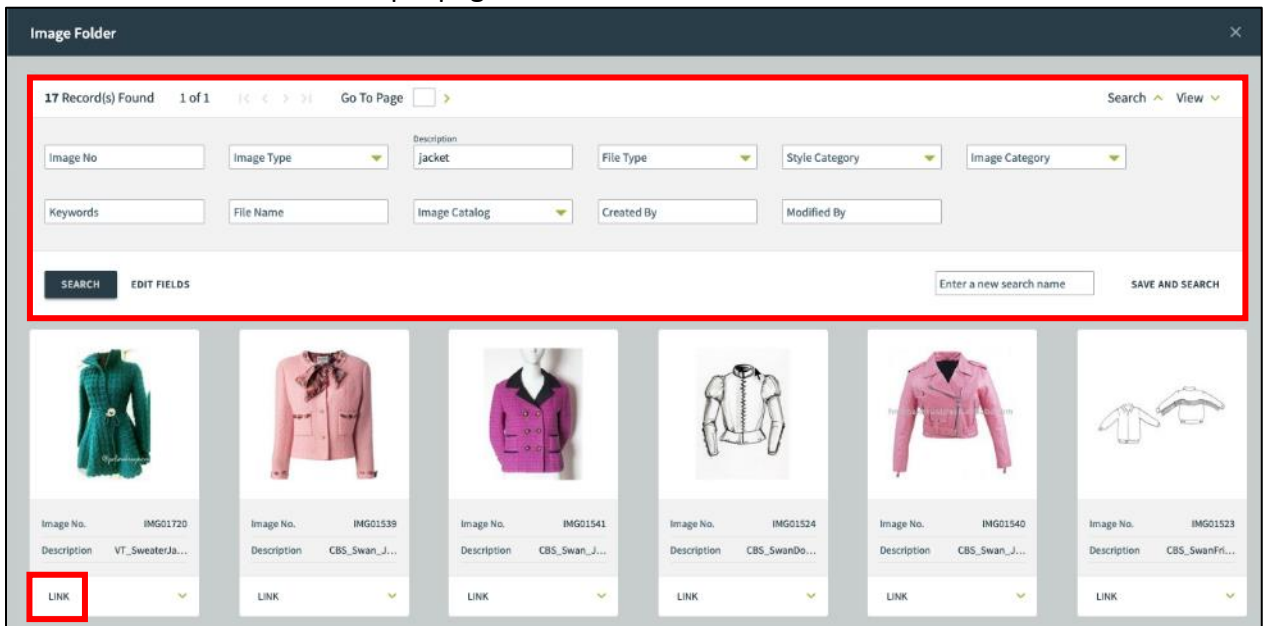 Image Folder
17 Record(s) Found 1 of 1 Go To Page Search View
Description
Image No Image Type jacket File Type Style Category Image Category
Keywords File Name Image Catalog Created By Modified By
SEARCH EDIT FIELDS Enter a new search name SAVE AND SEARCH
Image No. IMG01720 Image No. IMG01539 Image No. IMG01541 Image No. IMG01524 Image No. IMG01540 Image No. IMG01523
Description VT_SweaterJa... Description CBS_Swan_J... Description CBS_Swan_J... Description CBS_SwanDo... Description CBS_Swan_J... Description CBS_SwanFri...
LINK LINK LINK LINK LINK LINK